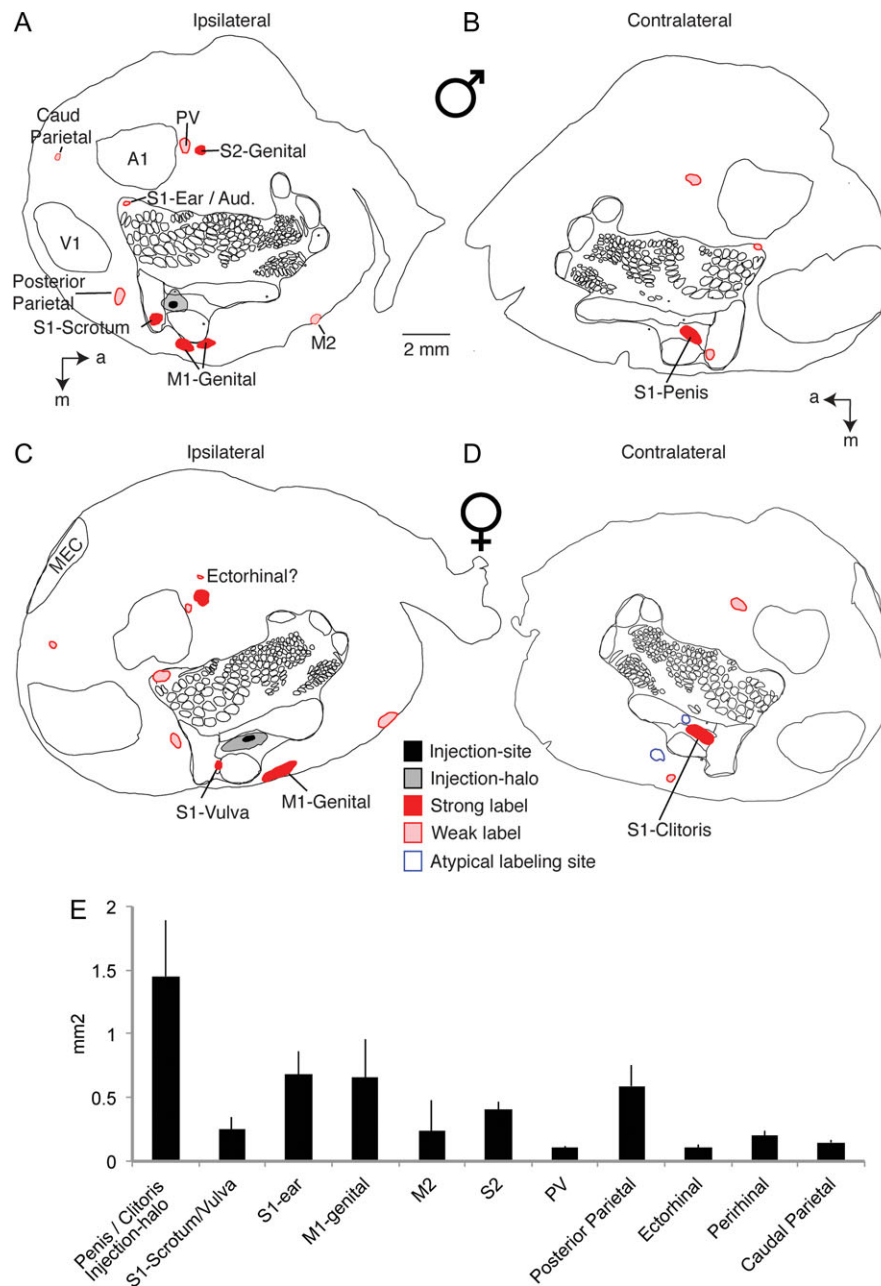 A
Ipsilateral
B
Contralateral
Caud
Parietal
PV
A1
S2-Genital
S1-Ear / Aud.
V1
Posterior
Parietal
S1-Scrotum
a
m
M1-Genital
M2
2 mm
S1-Penis
a
m
C
Ipsilateral
D
Contralateral
MEC
Ectorhinal?
S1-Vulva
M1-Genital
Injection-site
Injection-halo
Strong label
Weak label
Atypical labeling site
S1-Clitoris
E
2
1.5
1
0.5
0
mm2
Penis / Clitoris
Injection-halo
S1-Scrotum/Vulva
S1-ear
M1-genital
M2
S2
PV
Posterior Parietal
Ectorhinal
Perirhinal
Caudal Parietal